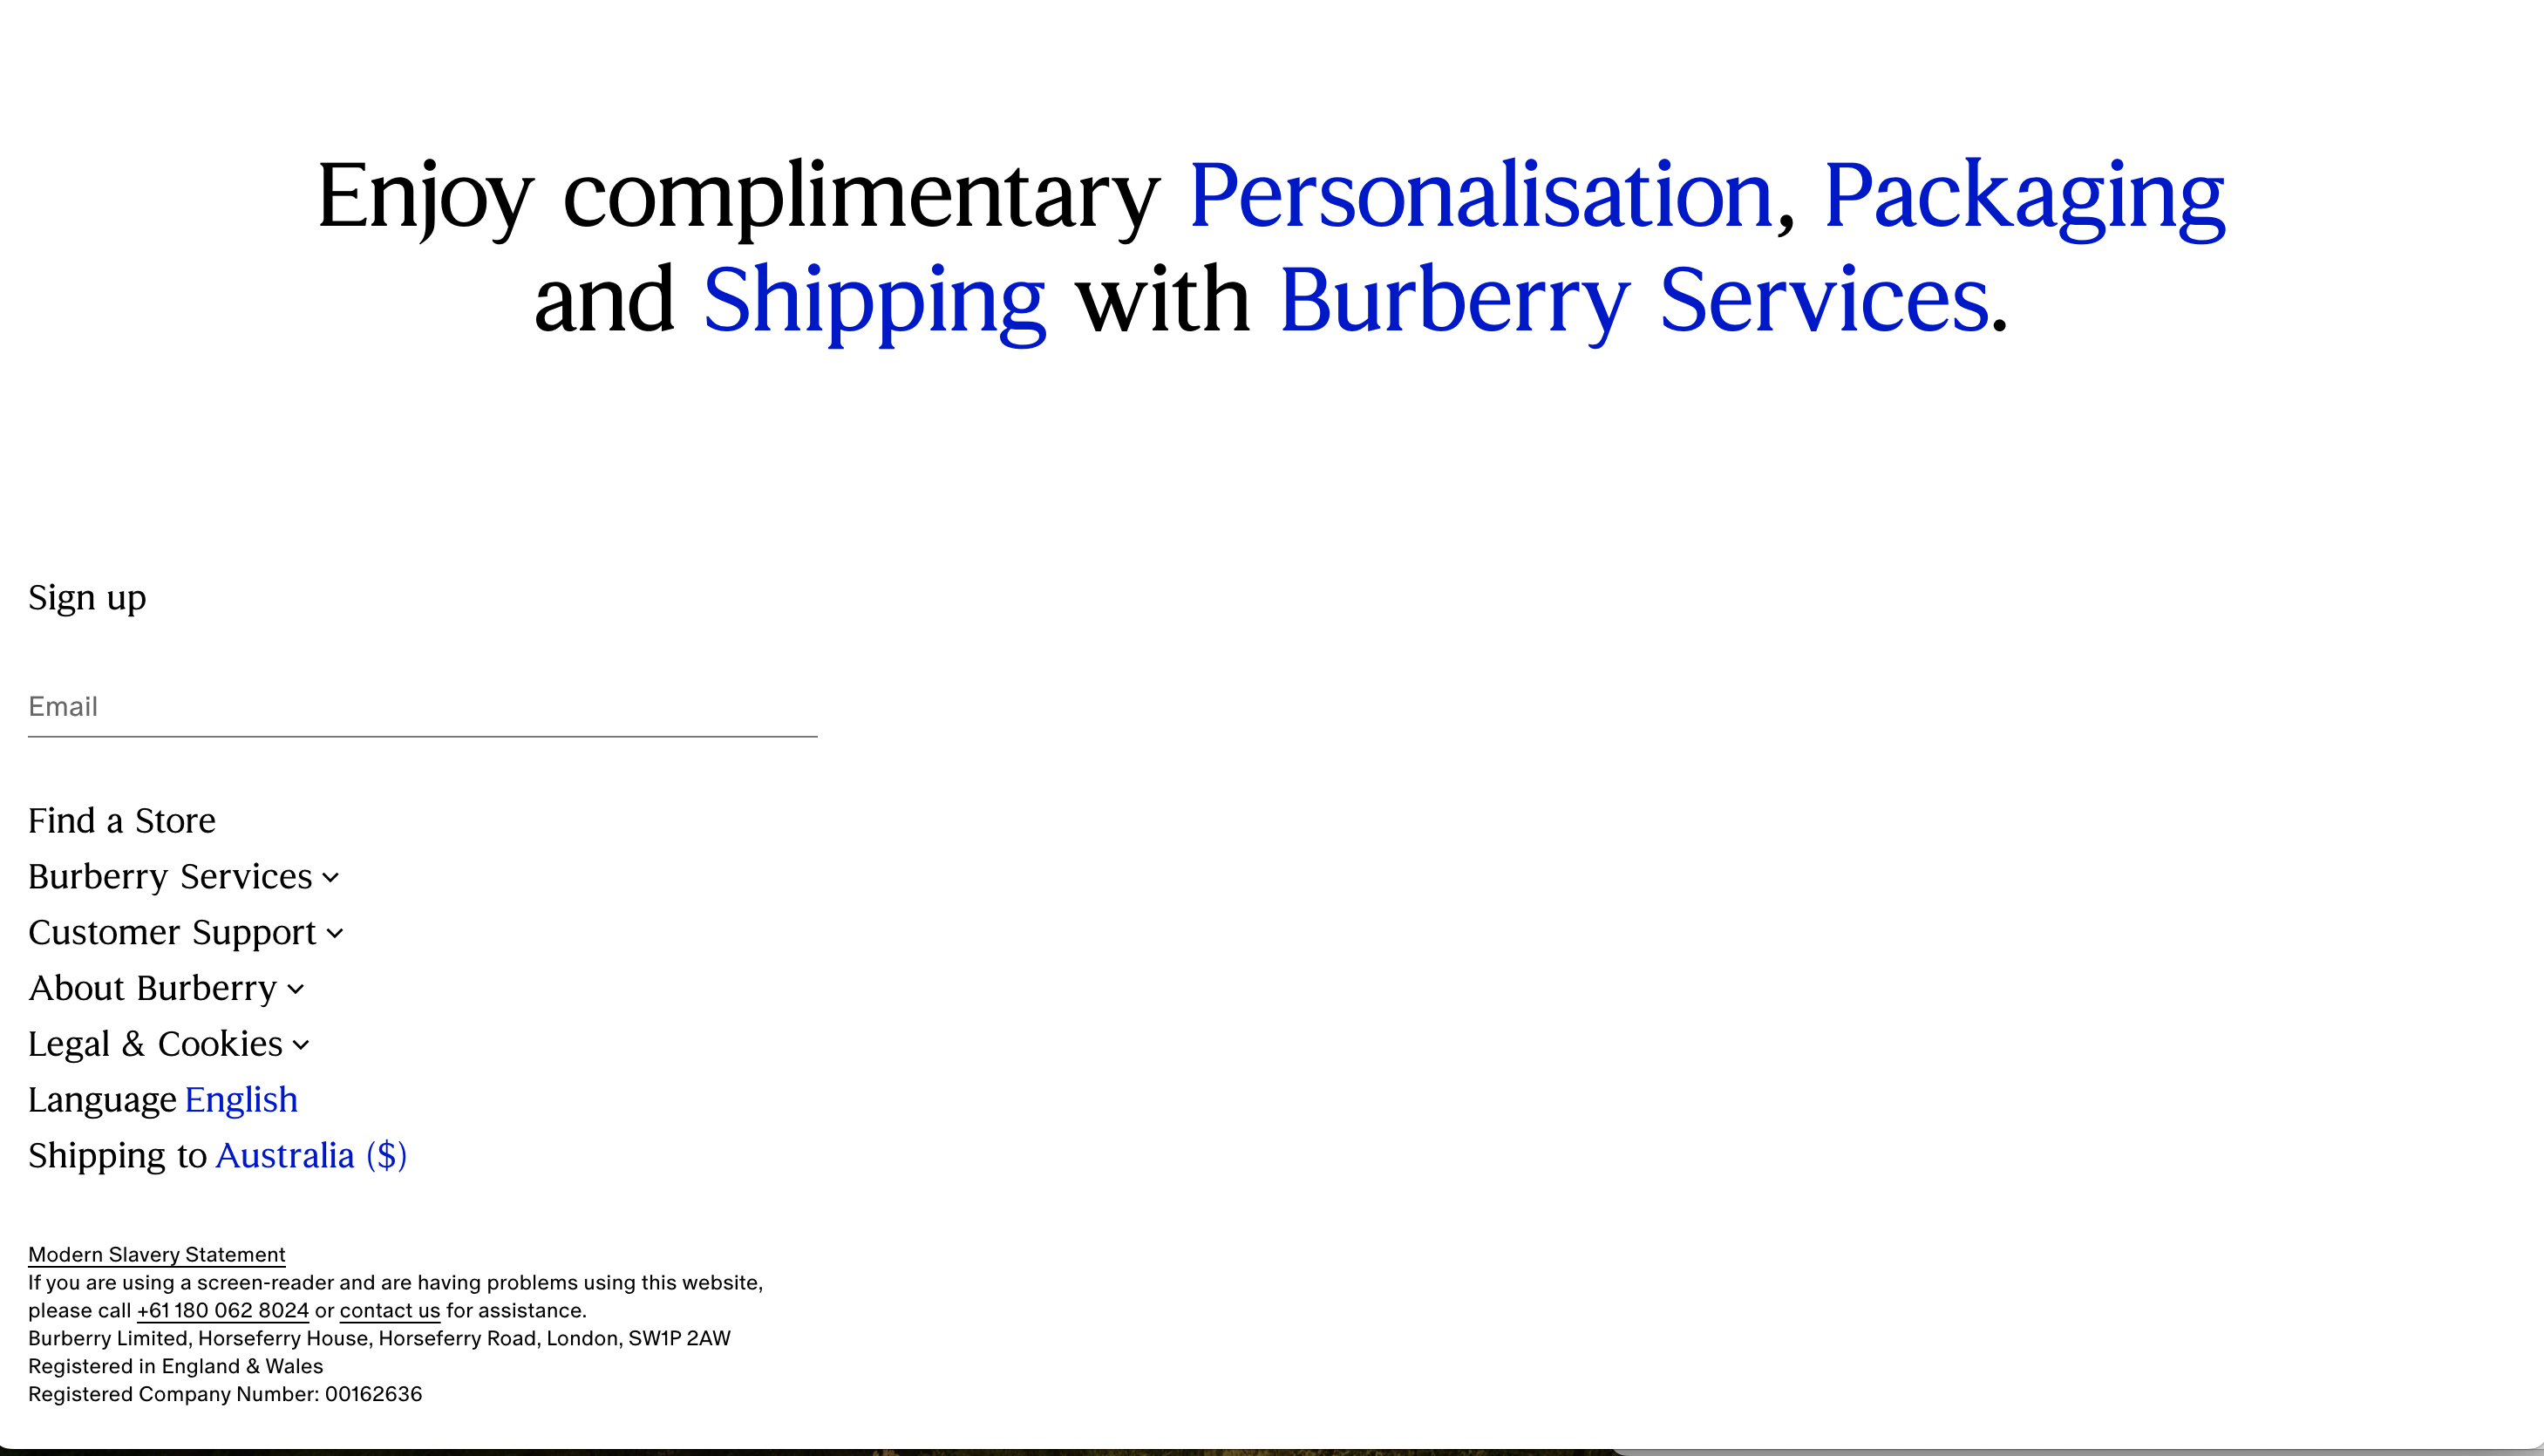 Enjoy complimentary Personalisation, Packaging
and Shipping with Burberry Services.
Sign up
Email
Find a Store
Burberry Services
Customer Support
About Burberry
Legal & Cookies
Language English
Shipping to Australia ($)
Modern Slavery Statement
If you are using a screen-reader and are having problems using this website,
please call +61 180 062 8024 or contact us for assistance.
Burberry Limited, Horseferry House, Horseferry Road, London, SW1P 2AW
Registered in England & Wales
Registered Company Number: 00162636